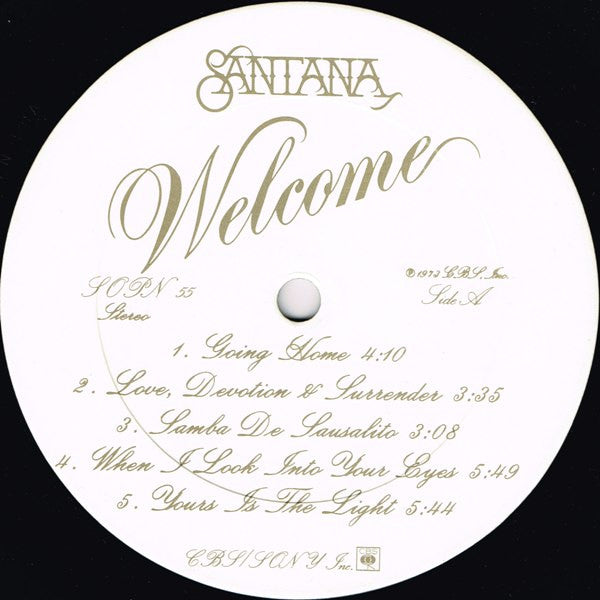 SANTANA
Welcome
SOPN 55
Stereo
℗ 1973 CBS, Inc.
Side A
1. Going Home 4:10
2. Love, Devotion & Surrender 3:35
3. Samba De Sausalito 3:08
4. When I Look Into Your Eyes 5:49
5. Yours Is The Light 5:44
CBS/SONY Inc.
CBS